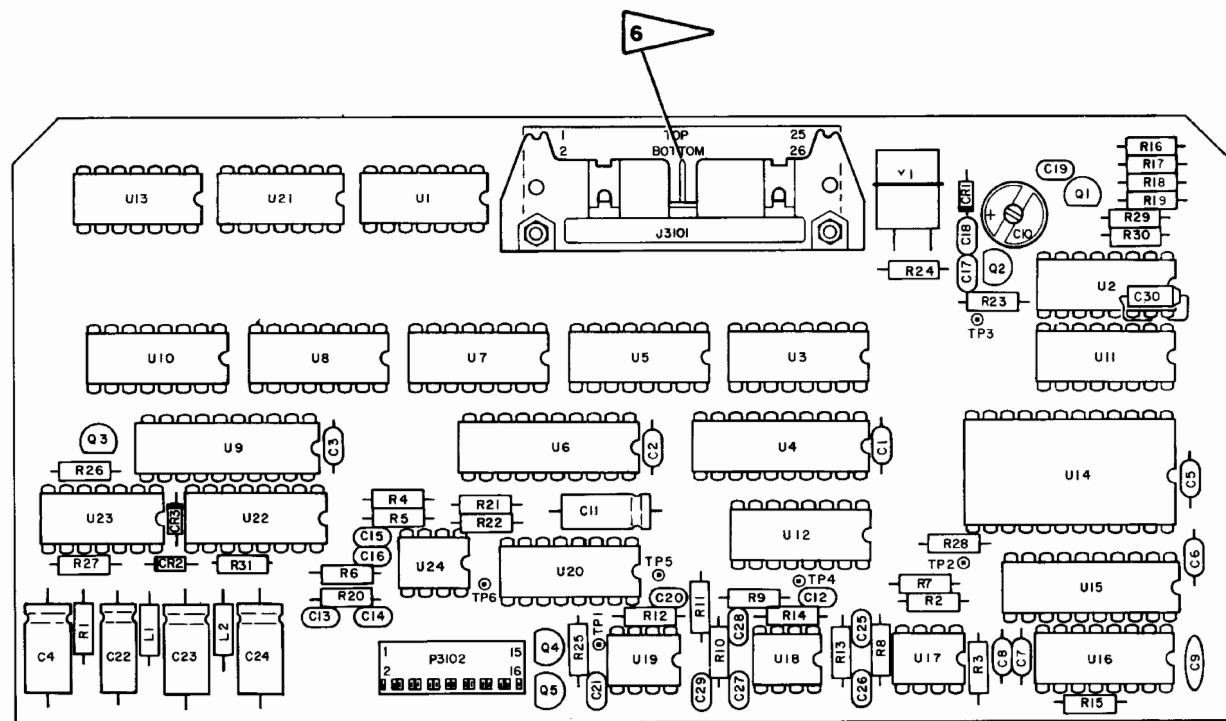 6
1 TOP 25
2 BOTTOM 26
J3101
U13 U21 U1
Y1
CR1
C19
Q1
C10
C18
C17
Q2
R16
R17
R18
R19
R29
R30
R24
R23
TP3
U2
C30
U10 U8 U7 U5 U3 U11
Q3
U9 C3 U6 C2 U4 C1 U14 C5
R26
U23 CR3 U22
R4
R5
R21
R22
C11
U12
C15
C16
R27 CR2 R31
R6
R20
C13 C14
U24
TP6
U20
TP5
C20
R12
R11
R9
TP4
C12
R14
R28
TP2
R7
R2
U15
C6
C4 R1 C22 L1 C23 L2 C24
1 15
P3102
2 16
Q4
Q5
R25
TP1
C21
U19
C29
R10
C28
C27
U18
R13
C25
C26
R8
U17
R3
C8
C7
U16
R15
C9